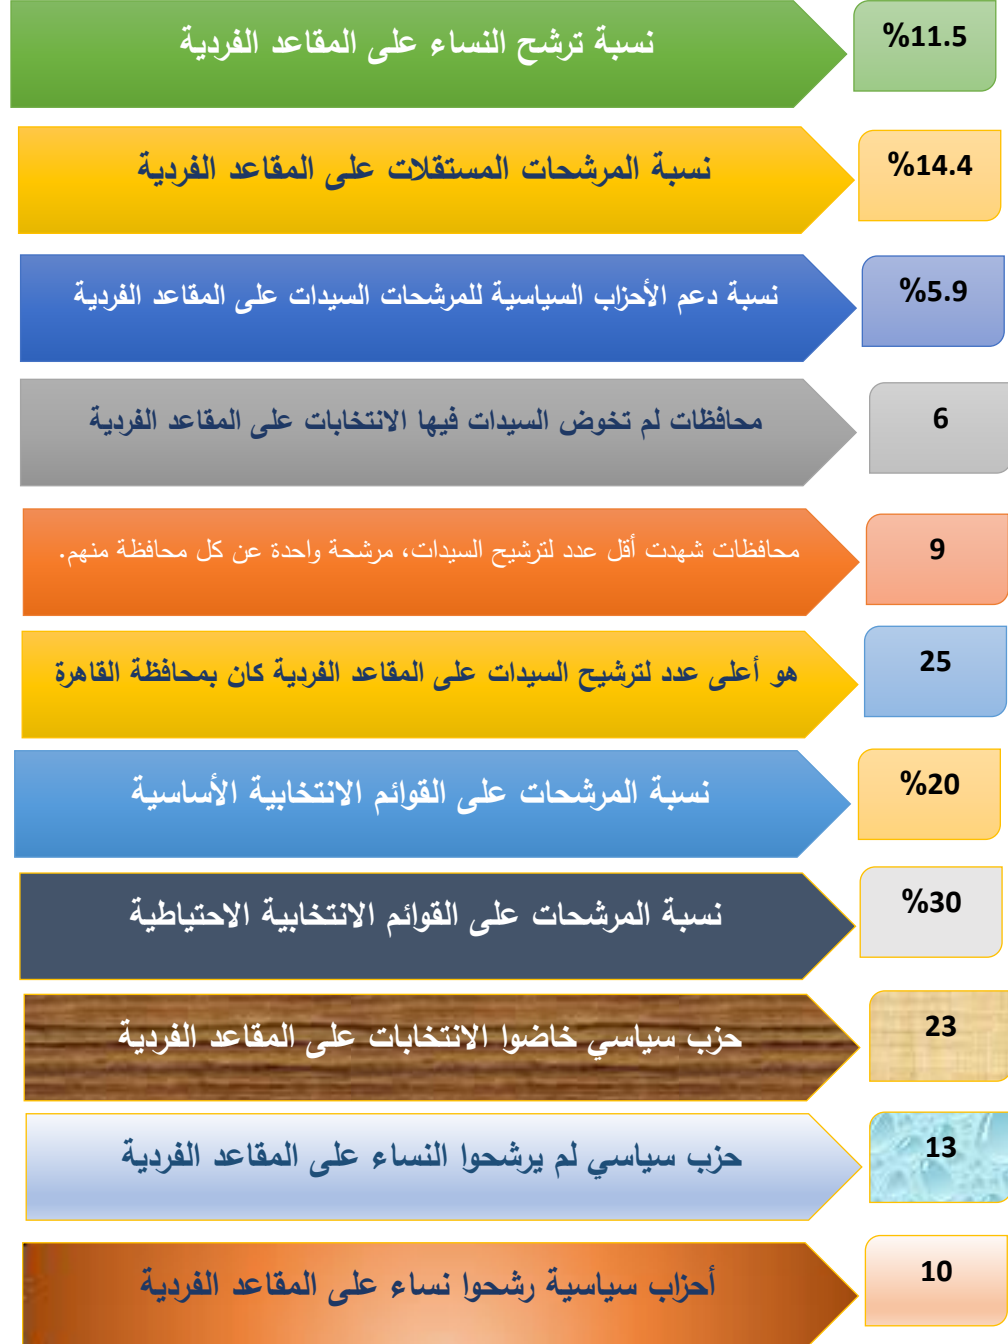 %11.5
نسبة ترشح النساء على المقاعد الفردية
%14.4
نسبة المرشحات المستقلات على المقاعد الفردية
%5.9
نسبة دعم الأحزاب السياسية للمرشحات السيدات على المقاعد الفردية
6
محافظات لم تخوض السيدات فيها الانتخابات على المقاعد الفردية
9
محافظات شهدت أقل عدد لترشيح السيدات، مرشحة واحدة عن كل محافظة منهم.
25
هو أعلى عدد لترشيح السيدات على المقاعد الفردية كان بمحافظة القاهرة
%20
نسبة المرشحات على القوائم الانتخابية الأساسية
%30
نسبة المرشحات على القوائم الانتخابية الاحتياطية
23
حزب سياسي خاضوا الانتخابات على المقاعد الفردية
13
حزب سياسي لم يرشحوا النساء على المقاعد الفردية
10
أحزاب سياسية رشحوا نساء على المقاعد الفردية